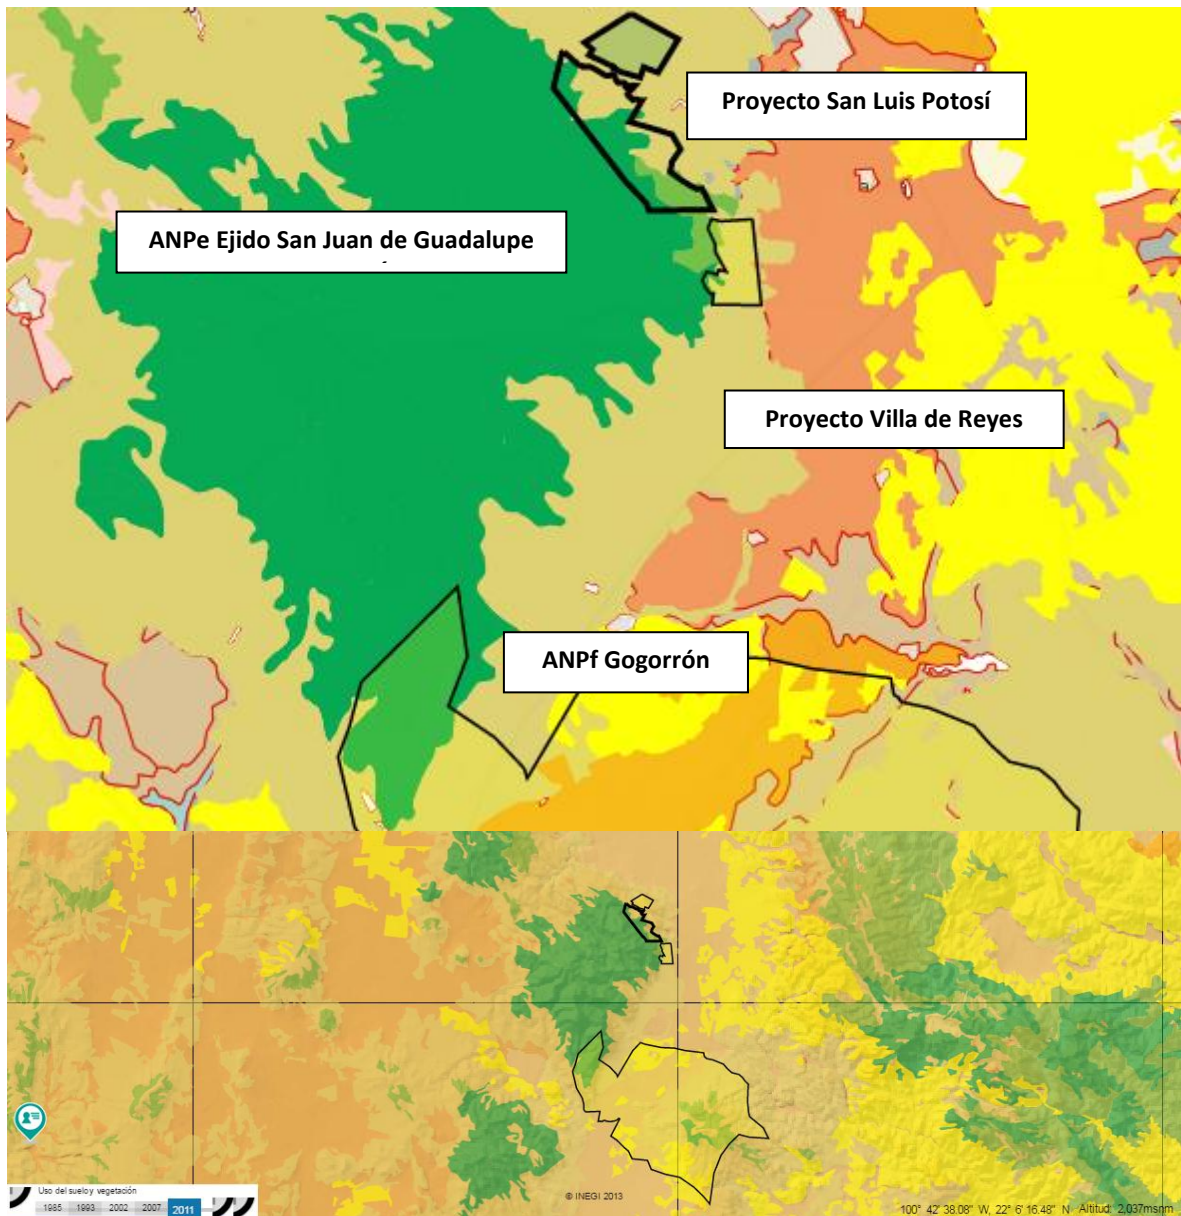 Proyecto San Luis Potosí
ANPe Ejido San Juan de Guadalupe
Proyecto Villa de Reyes
ANPf Gogorrón
Uso del suelo y vegetación
1985 1993 2002 2007 2011
© INEGI 2013
100° 42' 38.08" W, 22° 6' 16.48" N Altitud: 2,037msnm